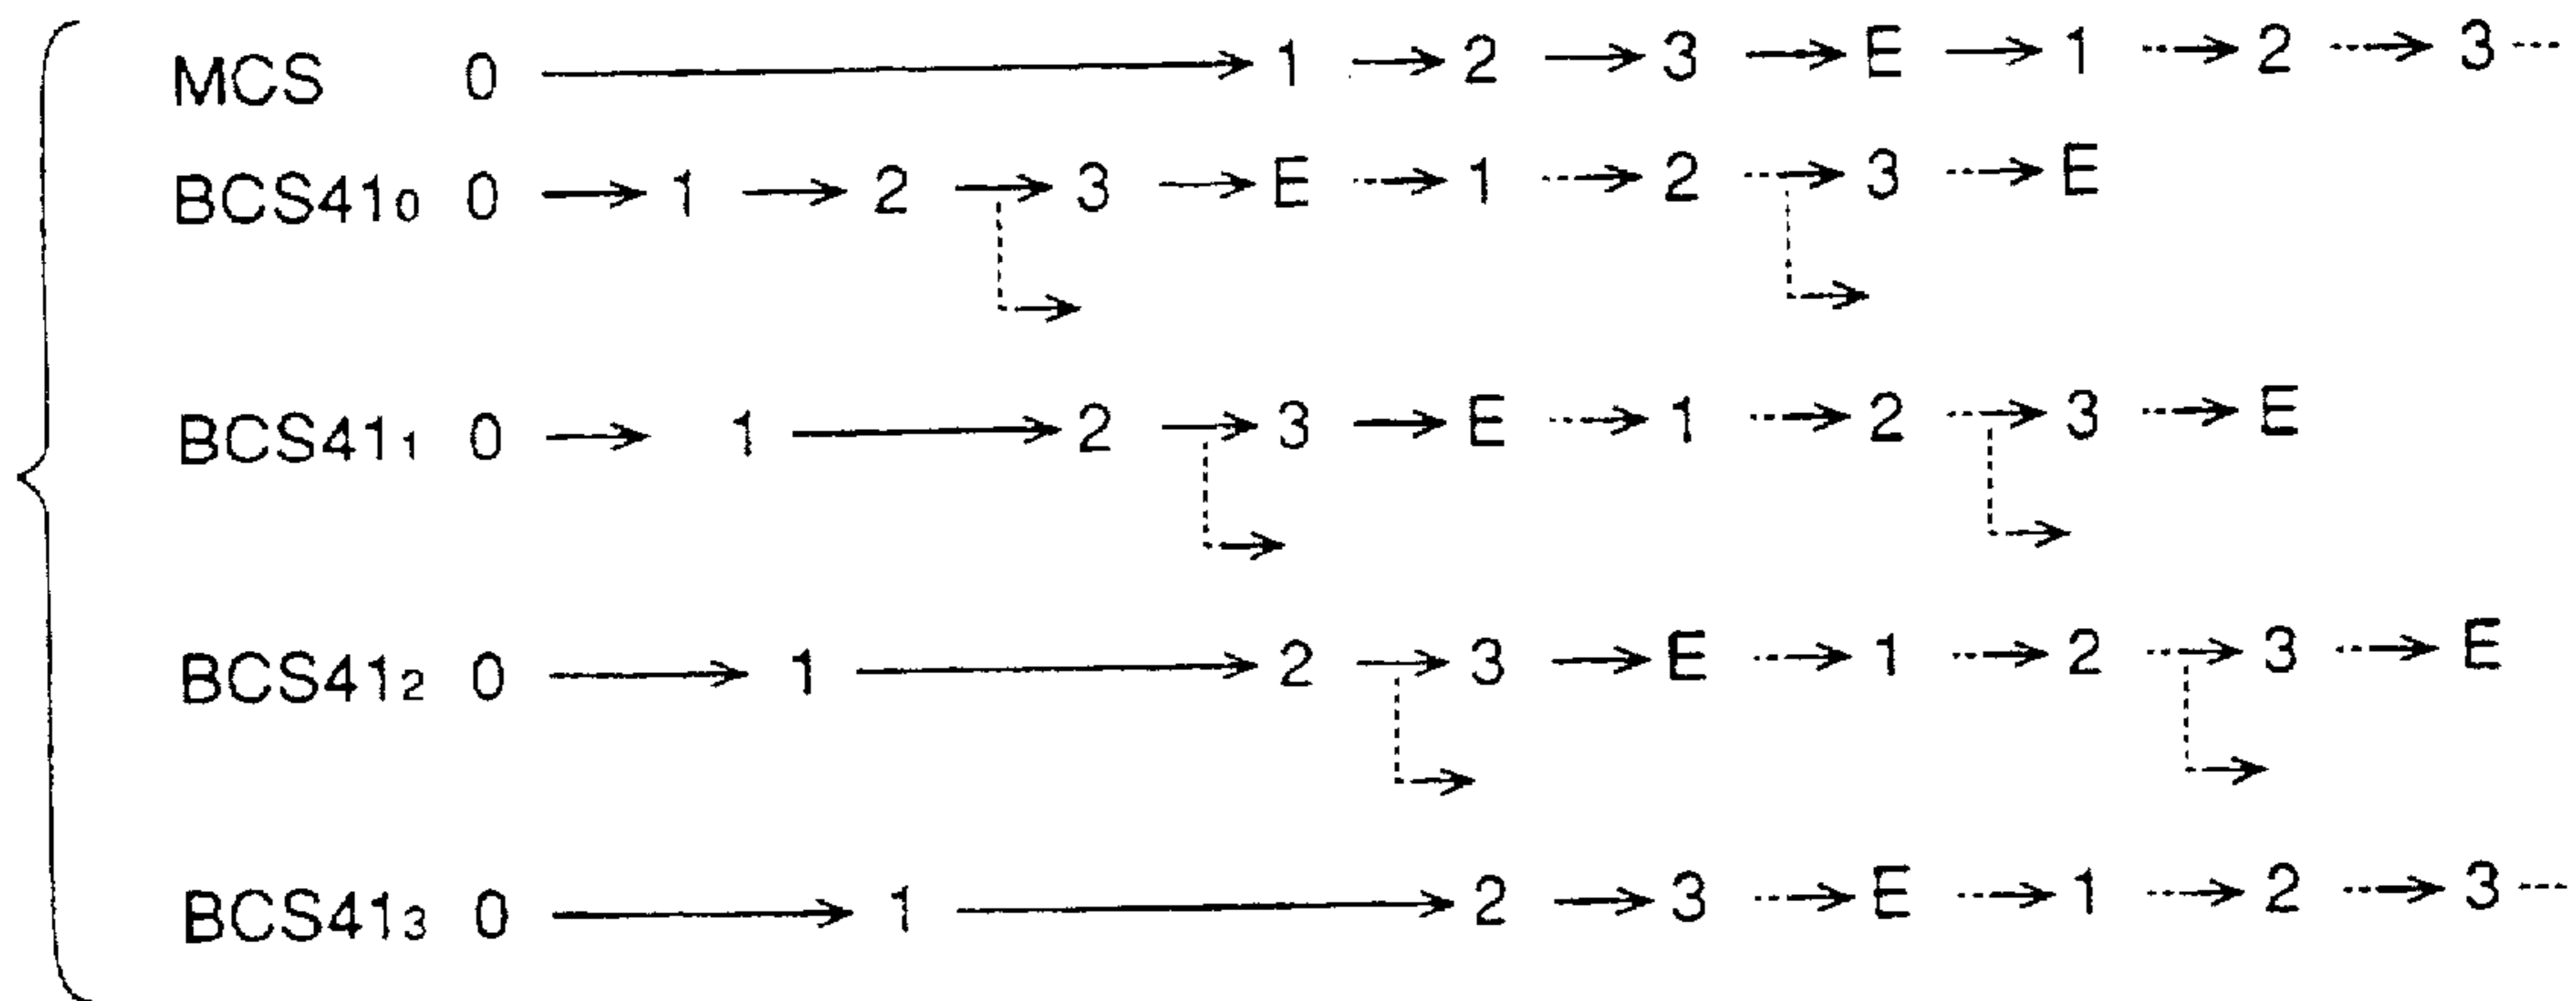 MCS 0 → 1 → 2 → 3 → E → 1 → 2 → 3
BCS41₀ 0 → 1 → 2 → 3 → E → 1 → 2 → 3 → E
BCS41₁ 0 → 1 → 2 → 3 → E → 1 → 2 → 3 → E
BCS41₂ 0 → 1 → 2 → 3 → E → 1 → 2 → 3 → E
BCS41₃ 0 → 1 → 2 → 3 → E → 1 → 2 → 3